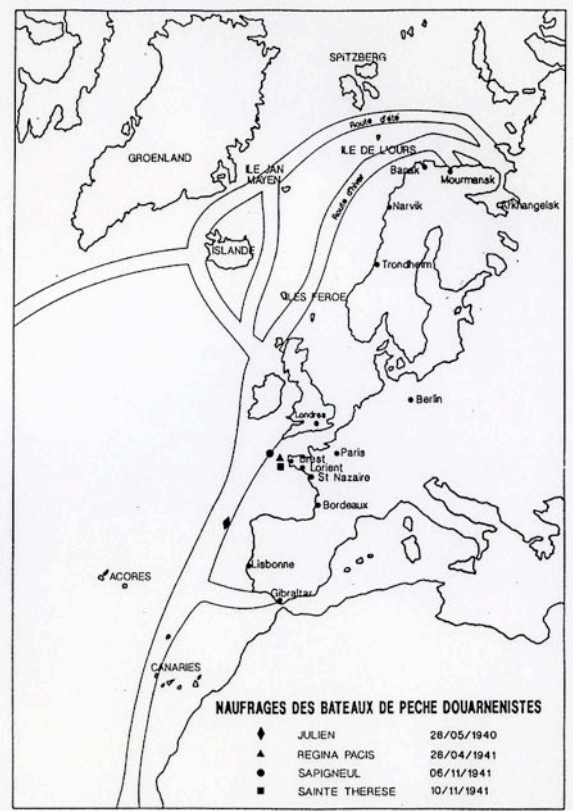 SPITZBERG
Route d'été
ILE DE L'OURS
GROENLAND
ILE JAN
MAYEN
Banak
Mourmansk
Route d'hiver
Narvik
Arkhangelsk
ISLANDE
Trondheim
ILES FEROE
Berlin
Londres
Paris
Brest
Lorient
St Nazaire
Bordeaux
Lisbonne
ACORES
Gibraltar
CANARIES
NAUFRAGES DES BATEAUX DE PECHE DOUARNENISTES
JULIEN 28/05/1940
REGINA PACIS 28/04/1941
SAPIGNEUL 06/11/1941
SAINTE THERESE 10/11/1941